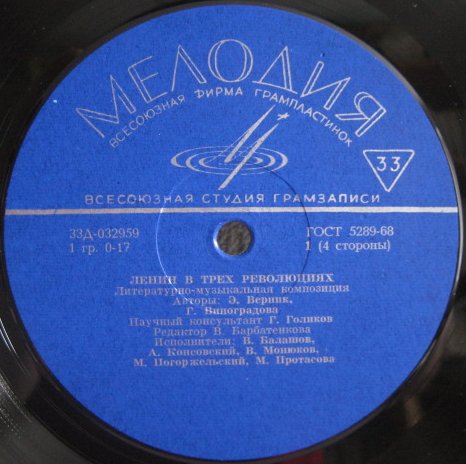 МЕЛОДИЯ
ВСЕСОЮЗНАЯ ФИРМА ГРАМПЛАСТИНОК
33
ВСЕСОЮЗНАЯ СТУДИЯ ГРАМЗАПИСИ
33Д-032959 ГОСТ 5289-68
1 гр. 0-17 1 (4 стороны)
ЛЕНИН В ТРЕХ РЕВОЛЮЦИЯХ
Литературно-музыкальная композиция
Авторы: Э. Верник,
Г. Виноградова
Научный консультант Г. Голиков
Редактор В. Барбатенкова
Исполнители: В. Балашов,
А. Консовский, В. Монюков,
М. Погоржельский, М. Протасова